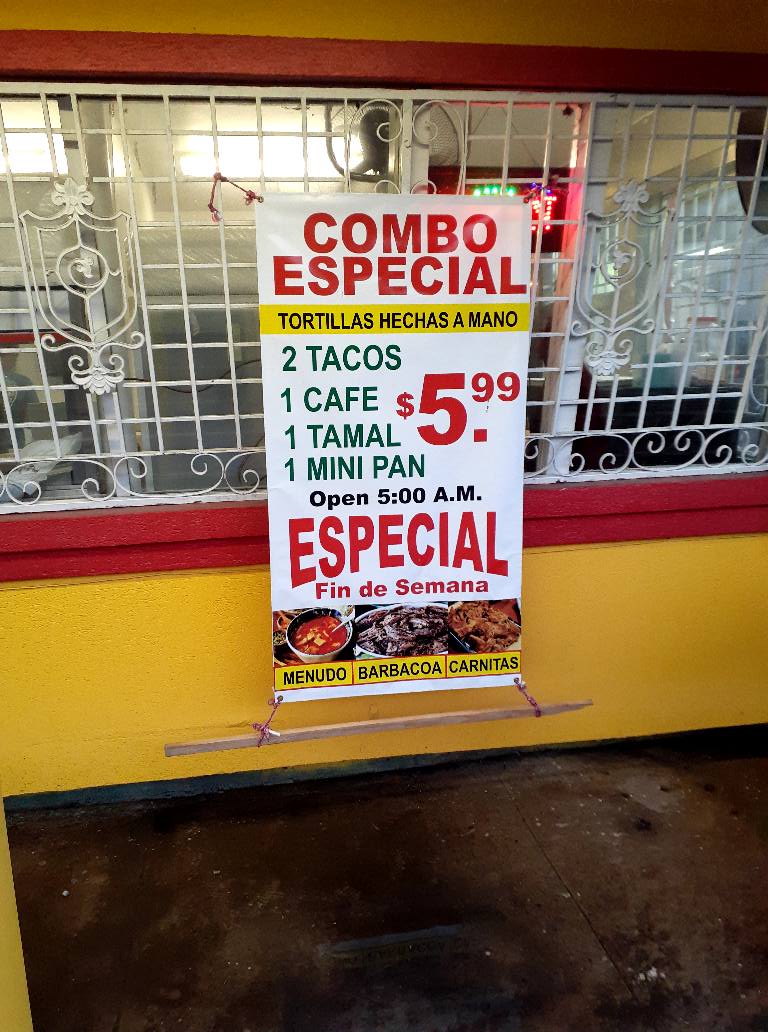 COMBO
ESPECIAL
TORTILLAS HECHAS A MANO
2 TACOS
1 CAFE
$5.99
1 TAMAL
1 MINI PAN
Open 5:00 A.M.
ESPECIAL
Fin de Semana
MENUDO BARBACOA CARNITAS